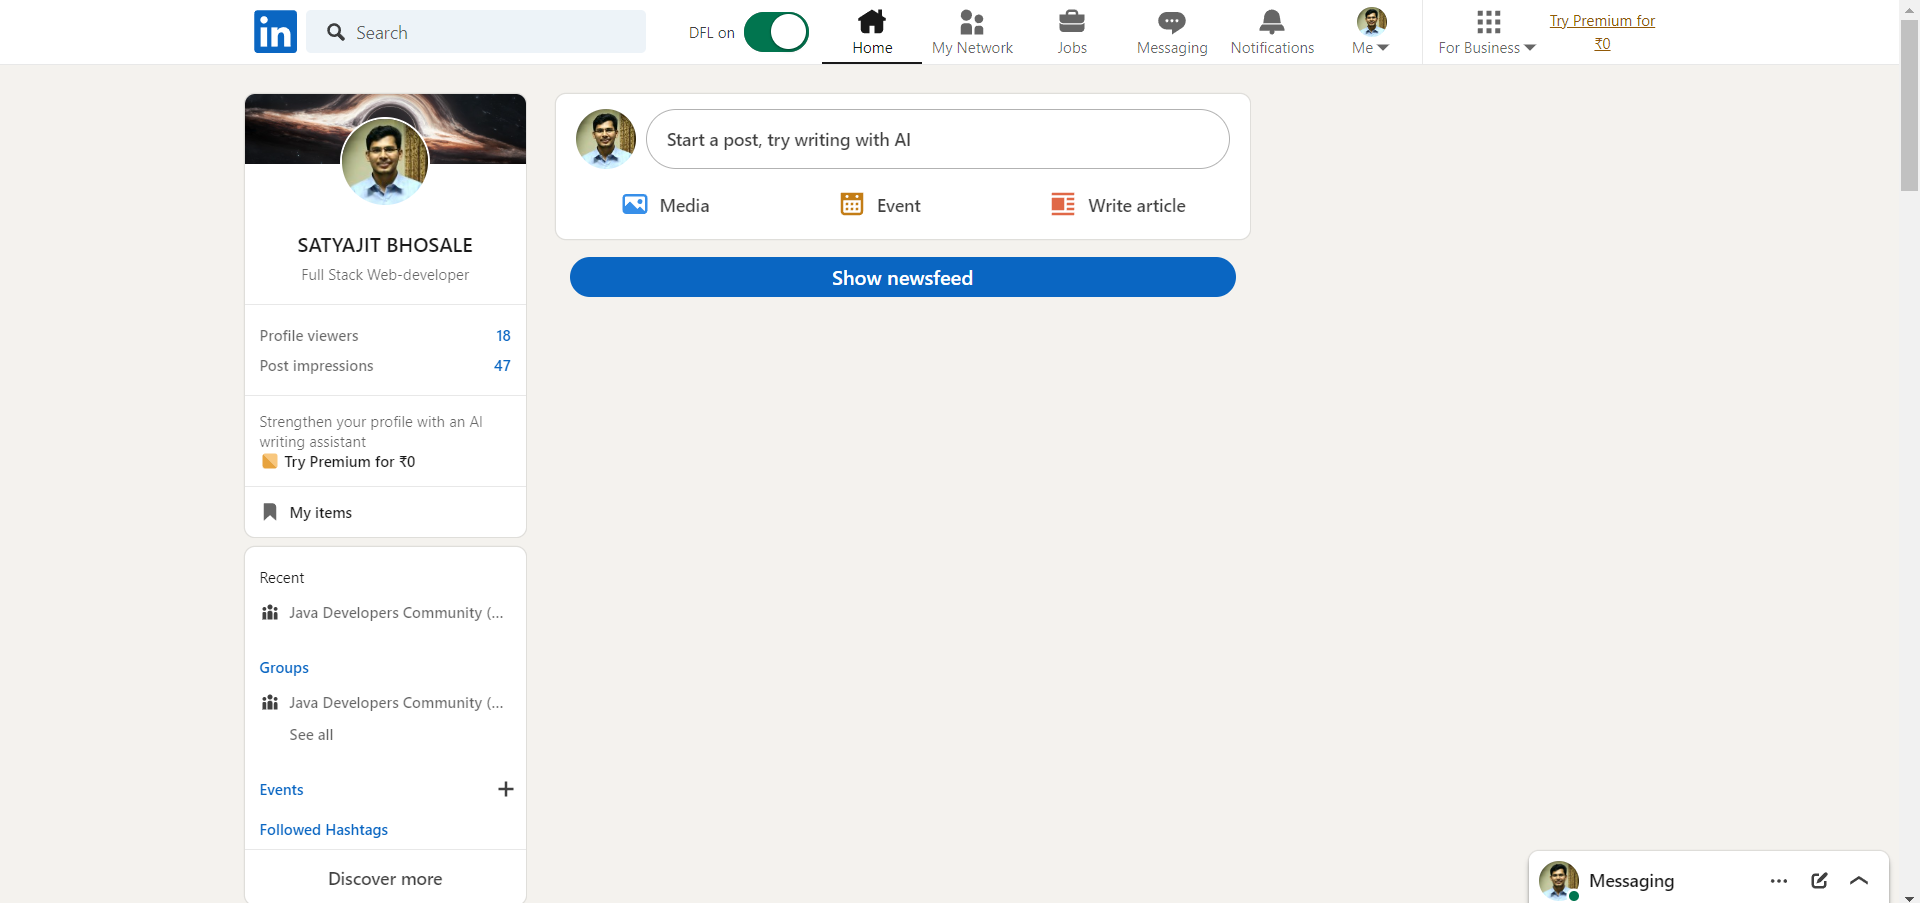 in
Search
DFL on
Home
My Network
Jobs
Messaging
Notifications
Me
For Business
Try Premium for
₹0
SATYAJIT BHOSALE
Full Stack Web-developer
Profile viewers 18
Post impressions 47
Strengthen your profile with an AI
writing assistant
Try Premium for ₹0
My items
Recent
Java Developers Community (...
Groups
Java Developers Community (...
See all
Events
Followed Hashtags
Discover more
Start a post, try writing with AI
Media
Event
Write article
Show newsfeed
Messaging